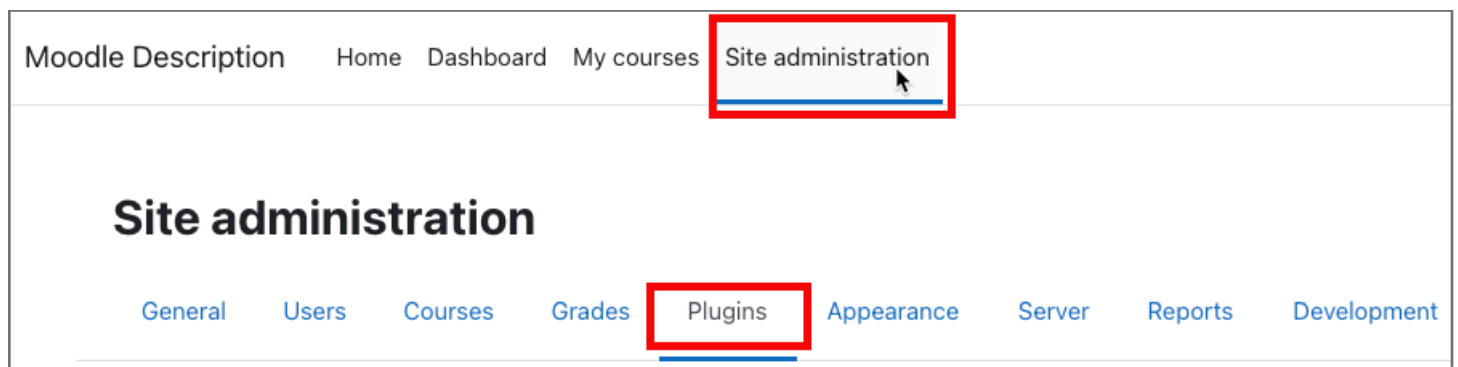 Moodle Description Home Dashboard My courses Site administration
Site administration
General Users Courses Grades Plugins Appearance Server Reports Development